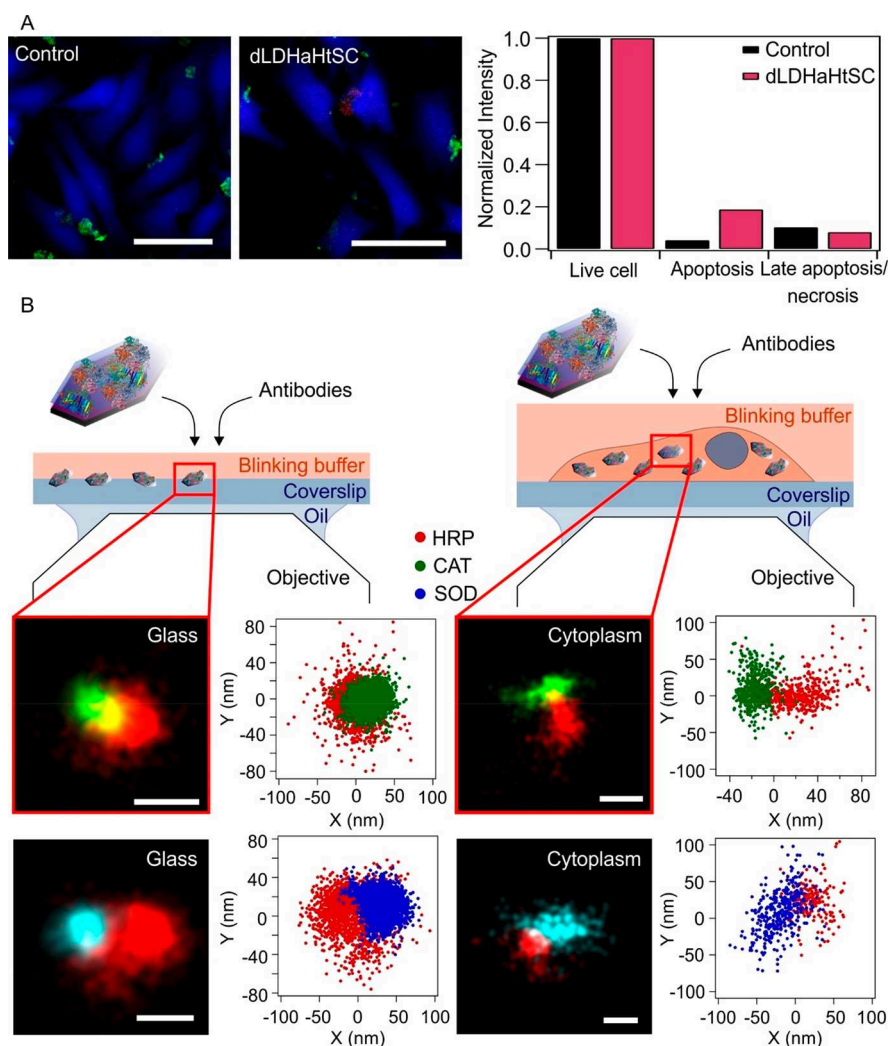 A
Control
dLDHaHtSC
Normalized Intensity
1.0
0.8
0.6
0.4
0.2
0.0
Control
dLDHaHtSC
Live cell
Apoptosis
Late apoptosis/
necrosis
B
Antibodies
Blinking buffer
Coverslip
Oil
Objective
Antibodies
Blinking buffer
Coverslip
Oil
Objective
HRP
CAT
SOD
Glass
Y (nm)
80
40
0
-40
-80
-100
-50
0
50
100
X (nm)
Cytoplasm
Y (nm)
100
50
0
-50
-100
-40
0
40
80
X (nm)
Glass
Y (nm)
80
40
0
-40
-80
-100
-50
0
50
100
X (nm)
Cytoplasm
Y (nm)
100
50
0
-50
-100
-100
-50
0
50
100
X (nm)